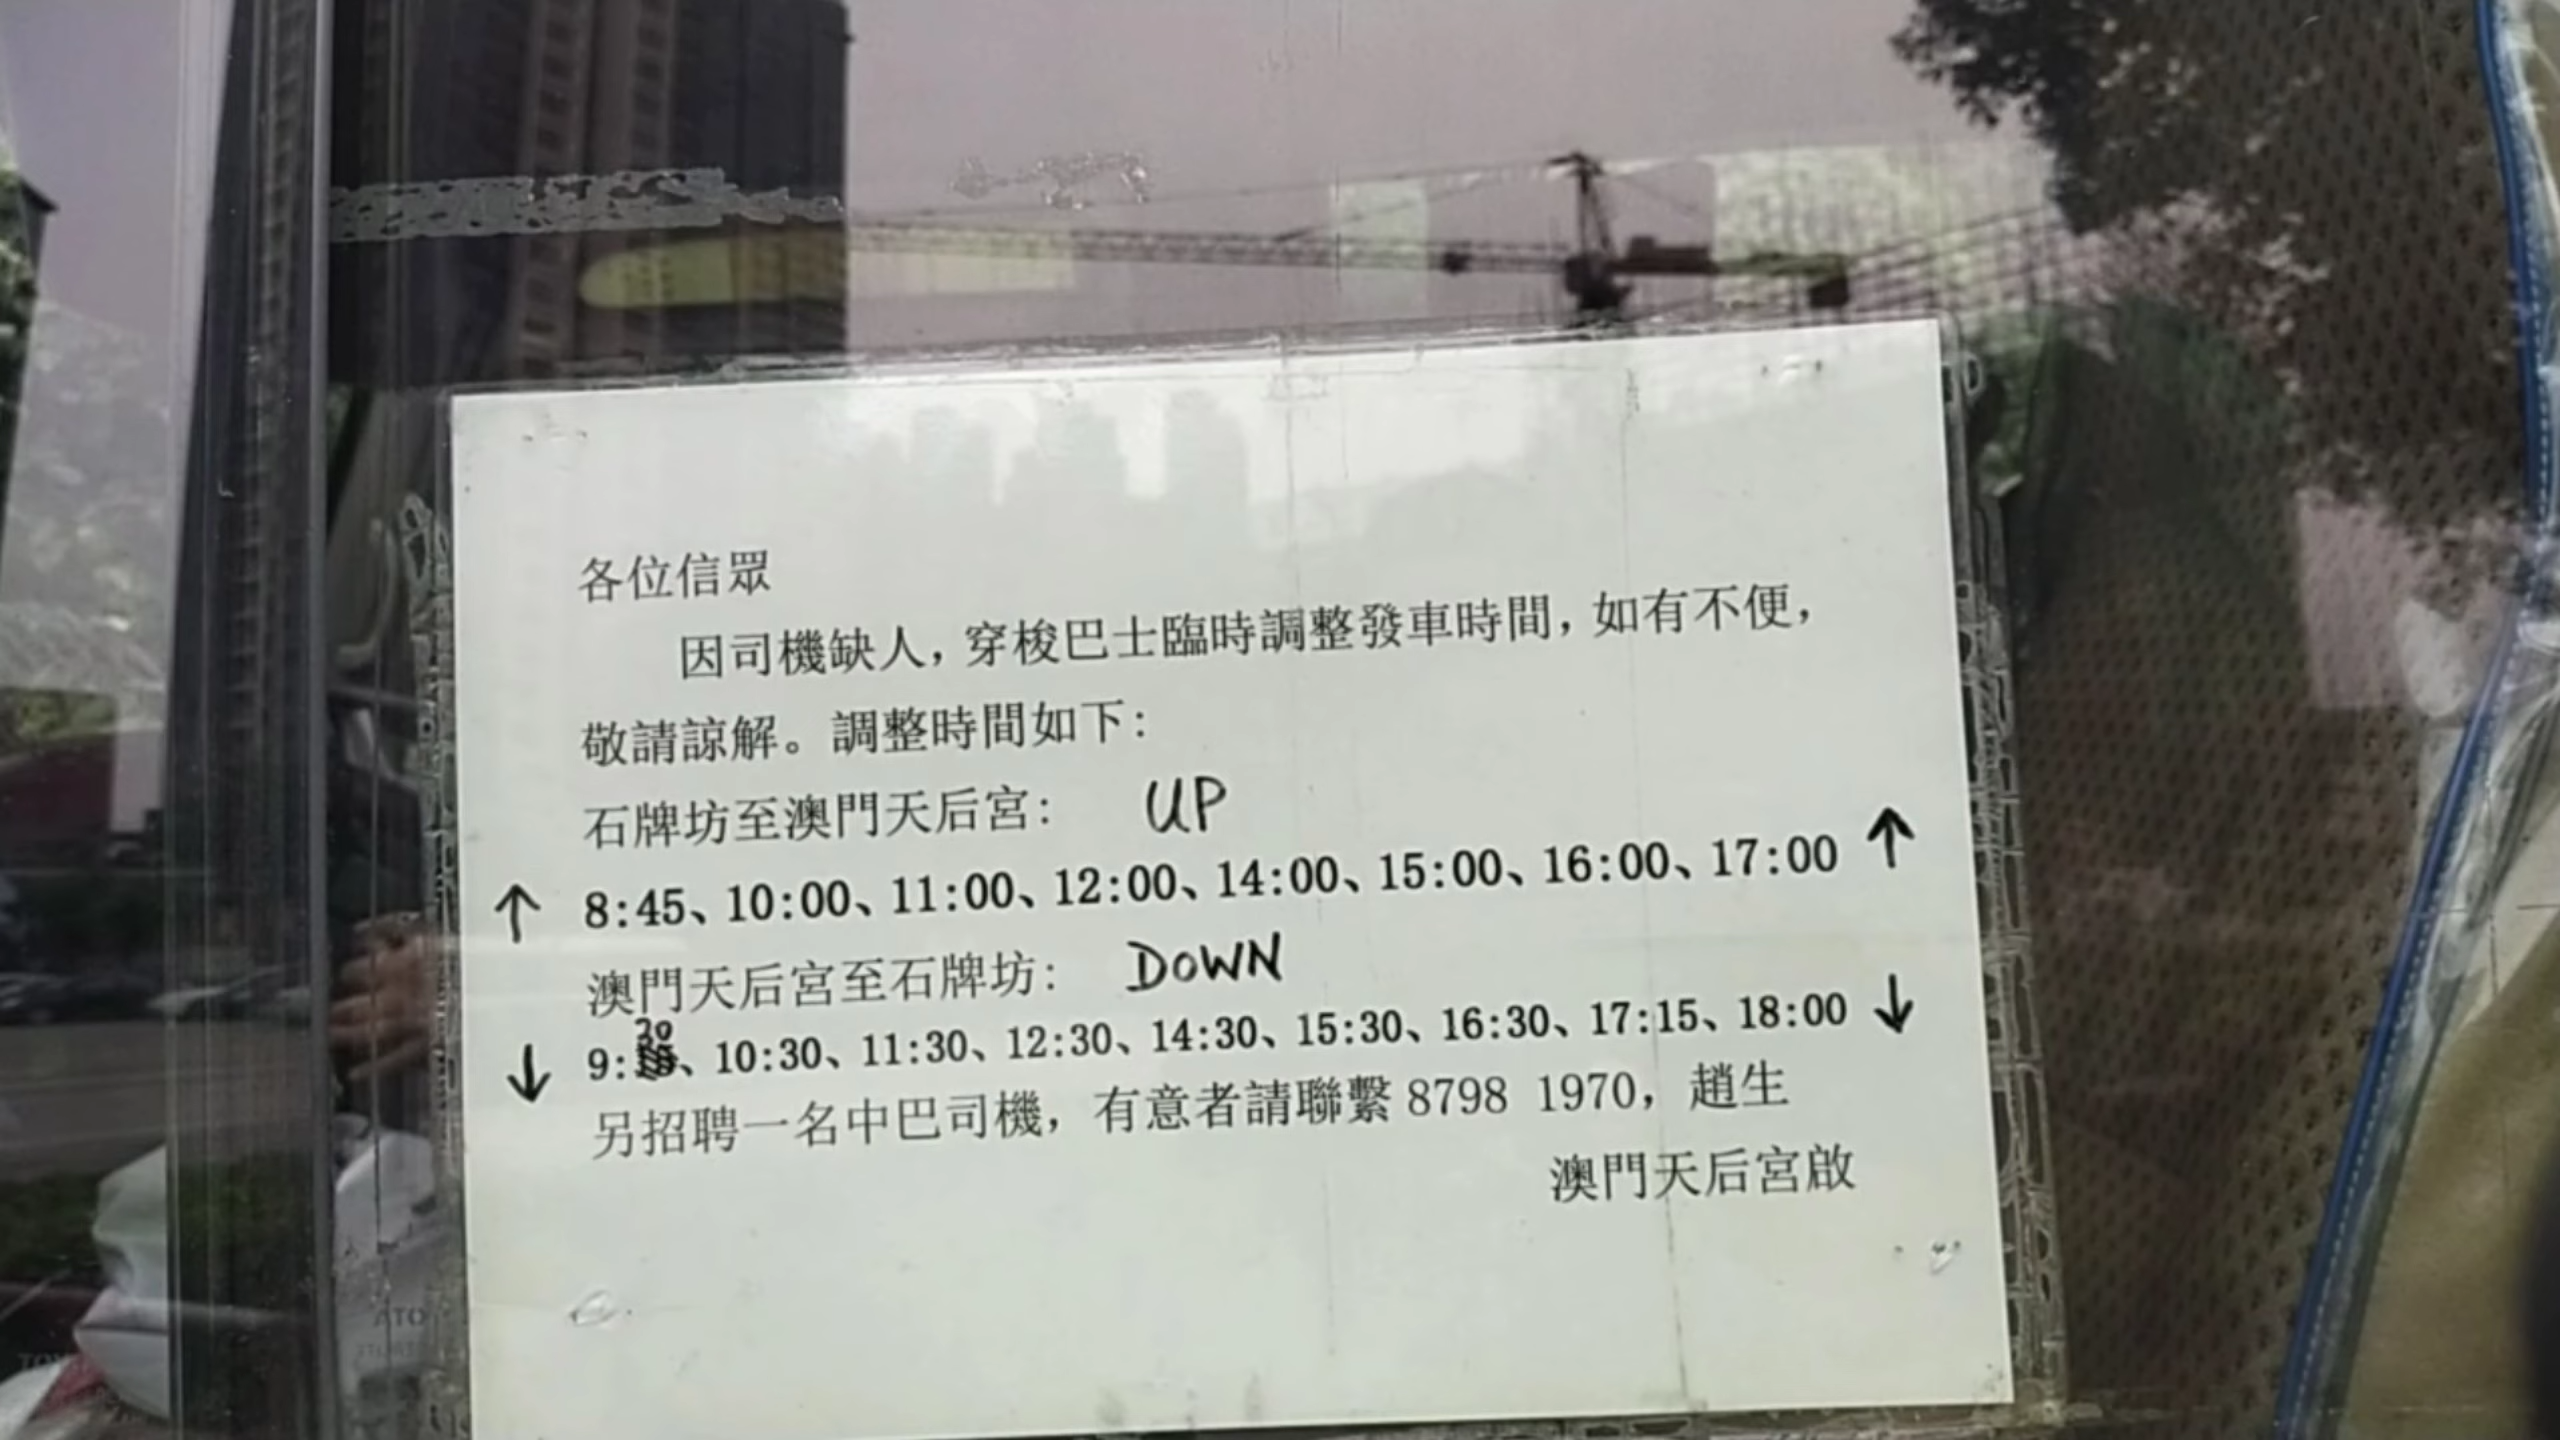 各位信眾
因司機缺人，穿梭巴士臨時調整發車時間，如有不便，
敬請諒解。調整時間如下：
石牌坊至澳門天后宮： UP
↑ 8:45、10:00、11:00、12:00、14:00、15:00、16:00、17:00 ↑
澳門天后宮至石牌坊： DOWN
↓ 9:20、10:30、11:30、12:30、14:30、15:30、16:30、17:15、18:00 ↓
另招聘一名中巴司機，有意者請聯繫 8798 1970，趙生
澳門天后宮啟